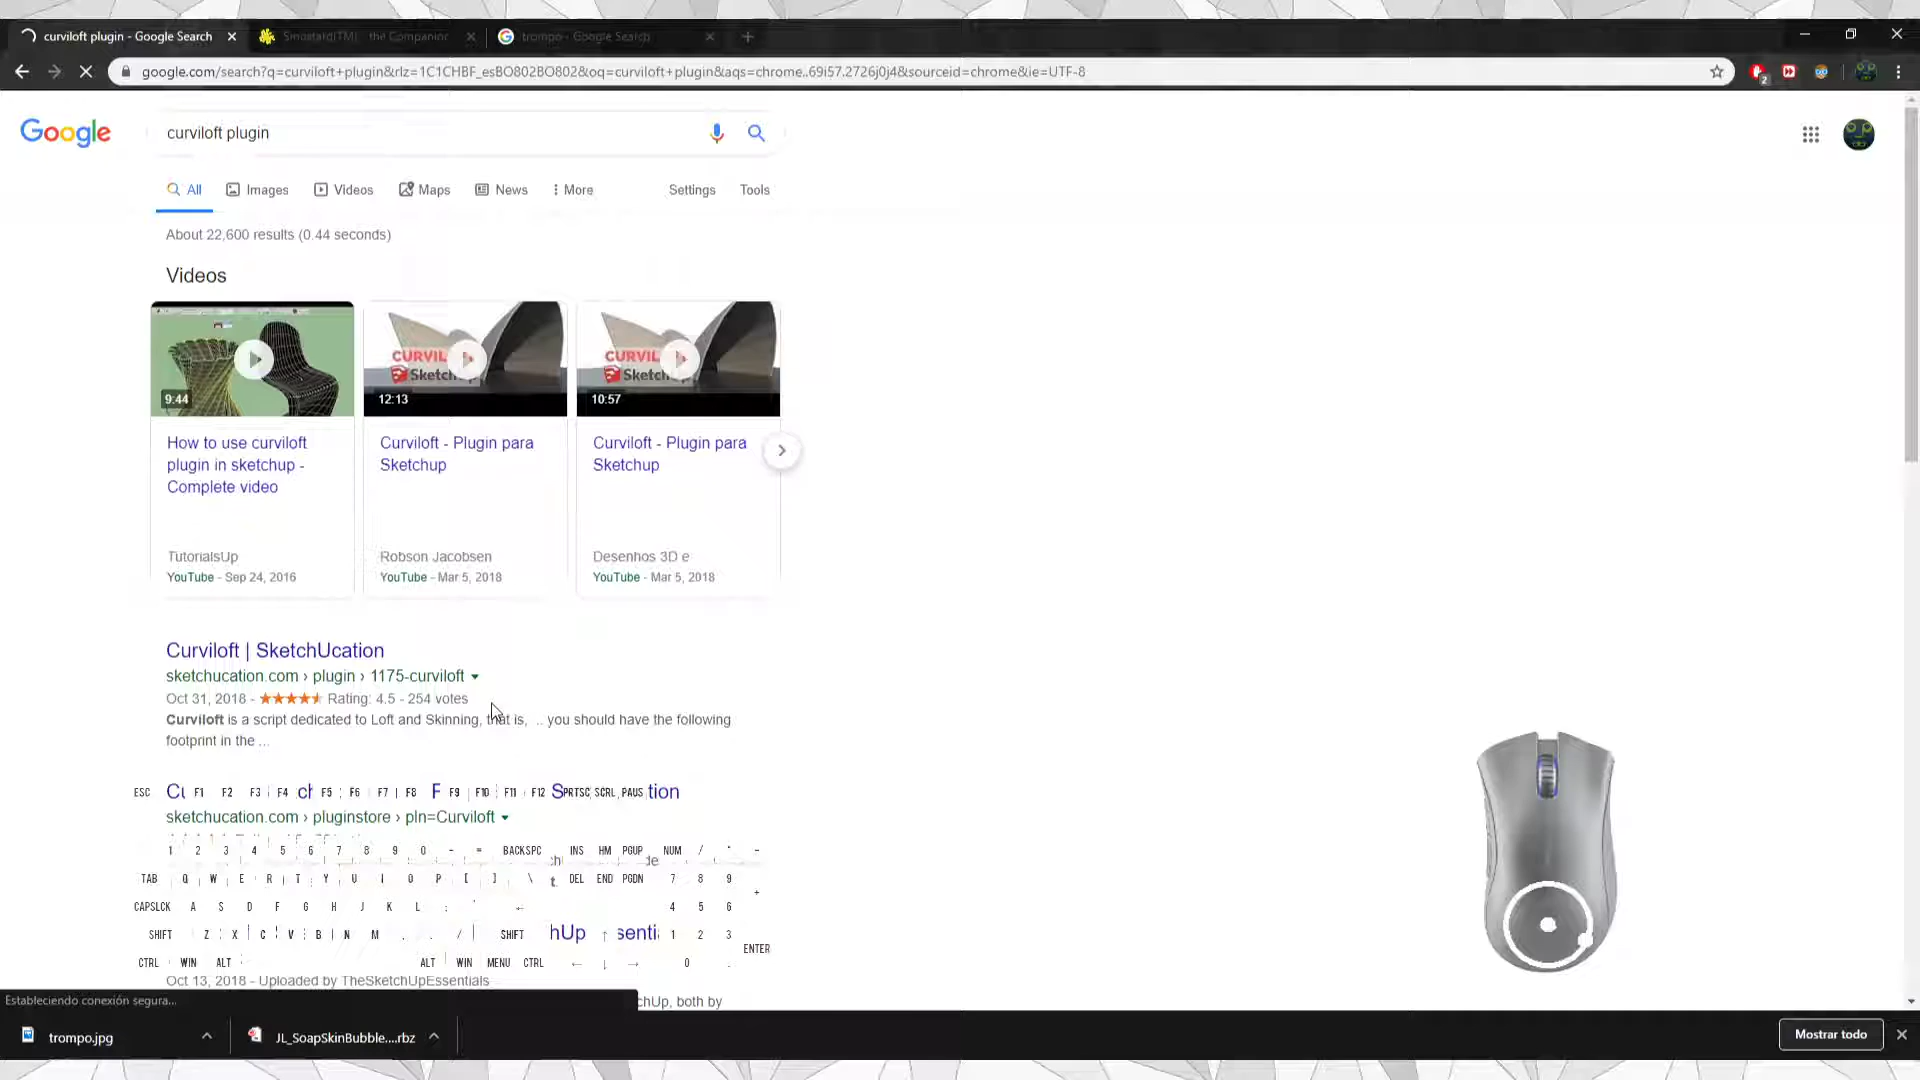 curviloft plugin - Google Search
SmustardTM| the Companion
trompo - Google Search
google.com/search?q=curviloft+plugin&rlz=1C1CHBF_esBO802BO802&oq=curviloft+plugin&aqs=chrome..69i57.2726j0j4&sourceid=chrome&ie=UTF-8
2
Google
curviloft plugin
All Images Videos Maps News More Settings Tools
About 22,600 results (0.44 seconds)
Videos
CURVIL
Sketch
CURVIL
Sketch
9:44
12:13
10:57
How to use curviloft
plugin in sketchup -
Complete video
Curviloft - Plugin para
Sketchup
Curviloft - Plugin para
Sketchup
TutorialsUp
YouTube - Sep 24, 2016
Robson Jacobsen
YouTube - Mar 5, 2018
Desenhos 3D e
YouTube - Mar 5, 2018
Curviloft | SketchUcation
sketchucation.com › plugin › 1175-curviloft
Oct 31, 2018 - Rating: 4.5 - 254 votes
Curviloft is a script dedicated to Loft and Skinning, that is, ... you should have the following
footprint in the ...
ESC F1 F2 F3 F4 F5 F6 F7 F8 F9 F10 F11 F12 PRTSC SCRL PAUS tion
sketchucation.com › pluginstore › pln=Curviloft
1 2 3 4 5 6 7 8 9 0 - = BACKSPC INS HM PGUP NUM / * -
TAB Q W E R T Y U I O P [ ] \ DEL END PGDN 7 8 9
+
CAPSLCK A S D F G H J K L ; ' ← 4 5 6
SHIFT Z X C V B N M , . / SHIFT hUp ↑ senti 1 2 3
ENTER
CTRL WIN ALT ALT WIN MENU CTRL ← ↓ → 0 .
Oct 13, 2018 - Uploaded by TheSketchUpEssentials
chUp, both by
Estableciendo conexión segura...
trompo.jpg
JL_SoapSkinBubble....rbz
Mostrar todo